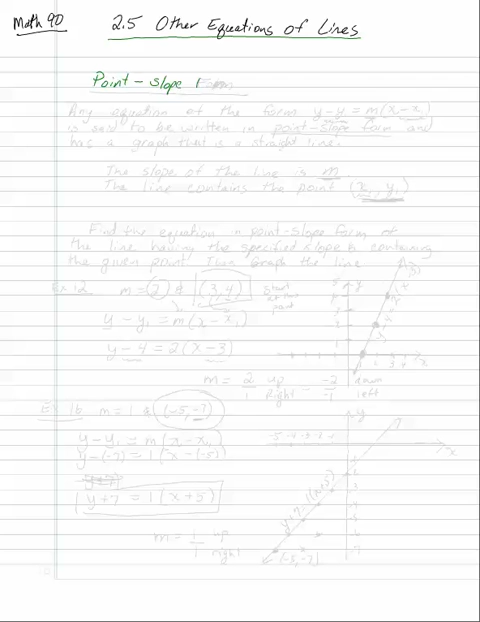 Math 90
2.5 Other Equations of Lines
Point-Slope Form
Any equation of the form y-y₁ = m(x-x₁)
is said to be written in point-slope form and
has a graph that is a straight line.
The slope of the line is m
The line contains the point (x₁, y₁)
Find the equation in point-slope form of
the line having the specified slope & containing
the given point. Then Graph the line
Ex 12 m = 2 & (3,4)
Start
y - y₁ = m(x - x₁)
y - 4 = 2(x - 3)
m = 2/1 up right = -2/-1 down left
Ex 16 m = 1 & (-5,-7)
y - y₁ = m(x - x₁)
y - (-7) = 1(x - (-5))
y + 7 = 1(x + 5)
y+7 = 1(x+5)
m = 1/1 up right
(-5,-7)